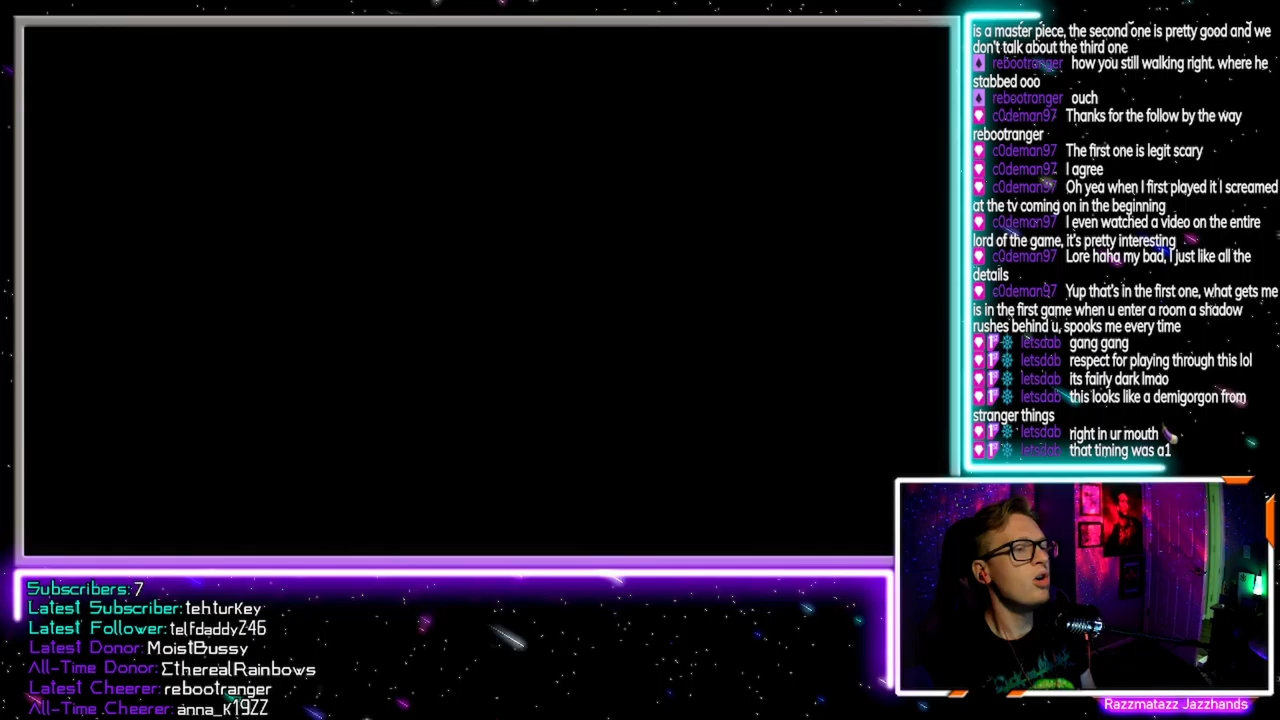 is a master piece, the second one is pretty good and we
don't talk about the third one
rebootranger how you still walking right. where he
stabbed ooo
rebootranger ouch
c0deman97 Thanks for the follow by the way
rebootranger
c0deman97 The first one is legit scary
c0deman97 I agree
c0deman97 Oh yea when I first played it I screamed
at the tv coming on in the beginning
c0deman97 I even watched a video on the entire
lord of the game, it's pretty interesting
c0deman97 Lore haha my bad, I just like all the
details
c0deman97 Yup that's in the first one, what gets me
is in the first game when u enter a room a shadow
rushes behind u, spooks me every time
letsdab gang gang
letsdab respect for playing through this lol
letsdab its fairly dark lmao
letsdab this looks like a demigorgon from
stranger things
letsdab right in ur mouth
letsdab that timing was a1
Subscribers: 7
Latest Subscriber: tehturkey
Latest Follower: telfdaddy246
Latest Donor: MoistBussy
All-Time Donor: EtherealRainbows
Latest Cheerer: rebootranger
All-Time Cheerer: anna_k1922
Razzmatazz Jazzhands